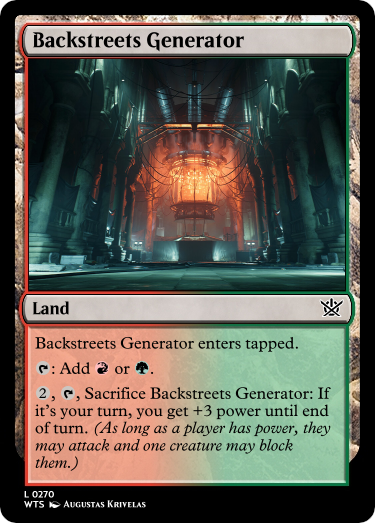 Backstreets Generator
Land
Backstreets Generator enters tapped.
: Add or .
2, , Sacrifice Backstreets Generator: If
it's your turn, you get +3 power until end
of turn. (As long as a player has power, they
may attack and one creature may block
them.)
L 0270
WTS AUGUSTAS KRIVELAS